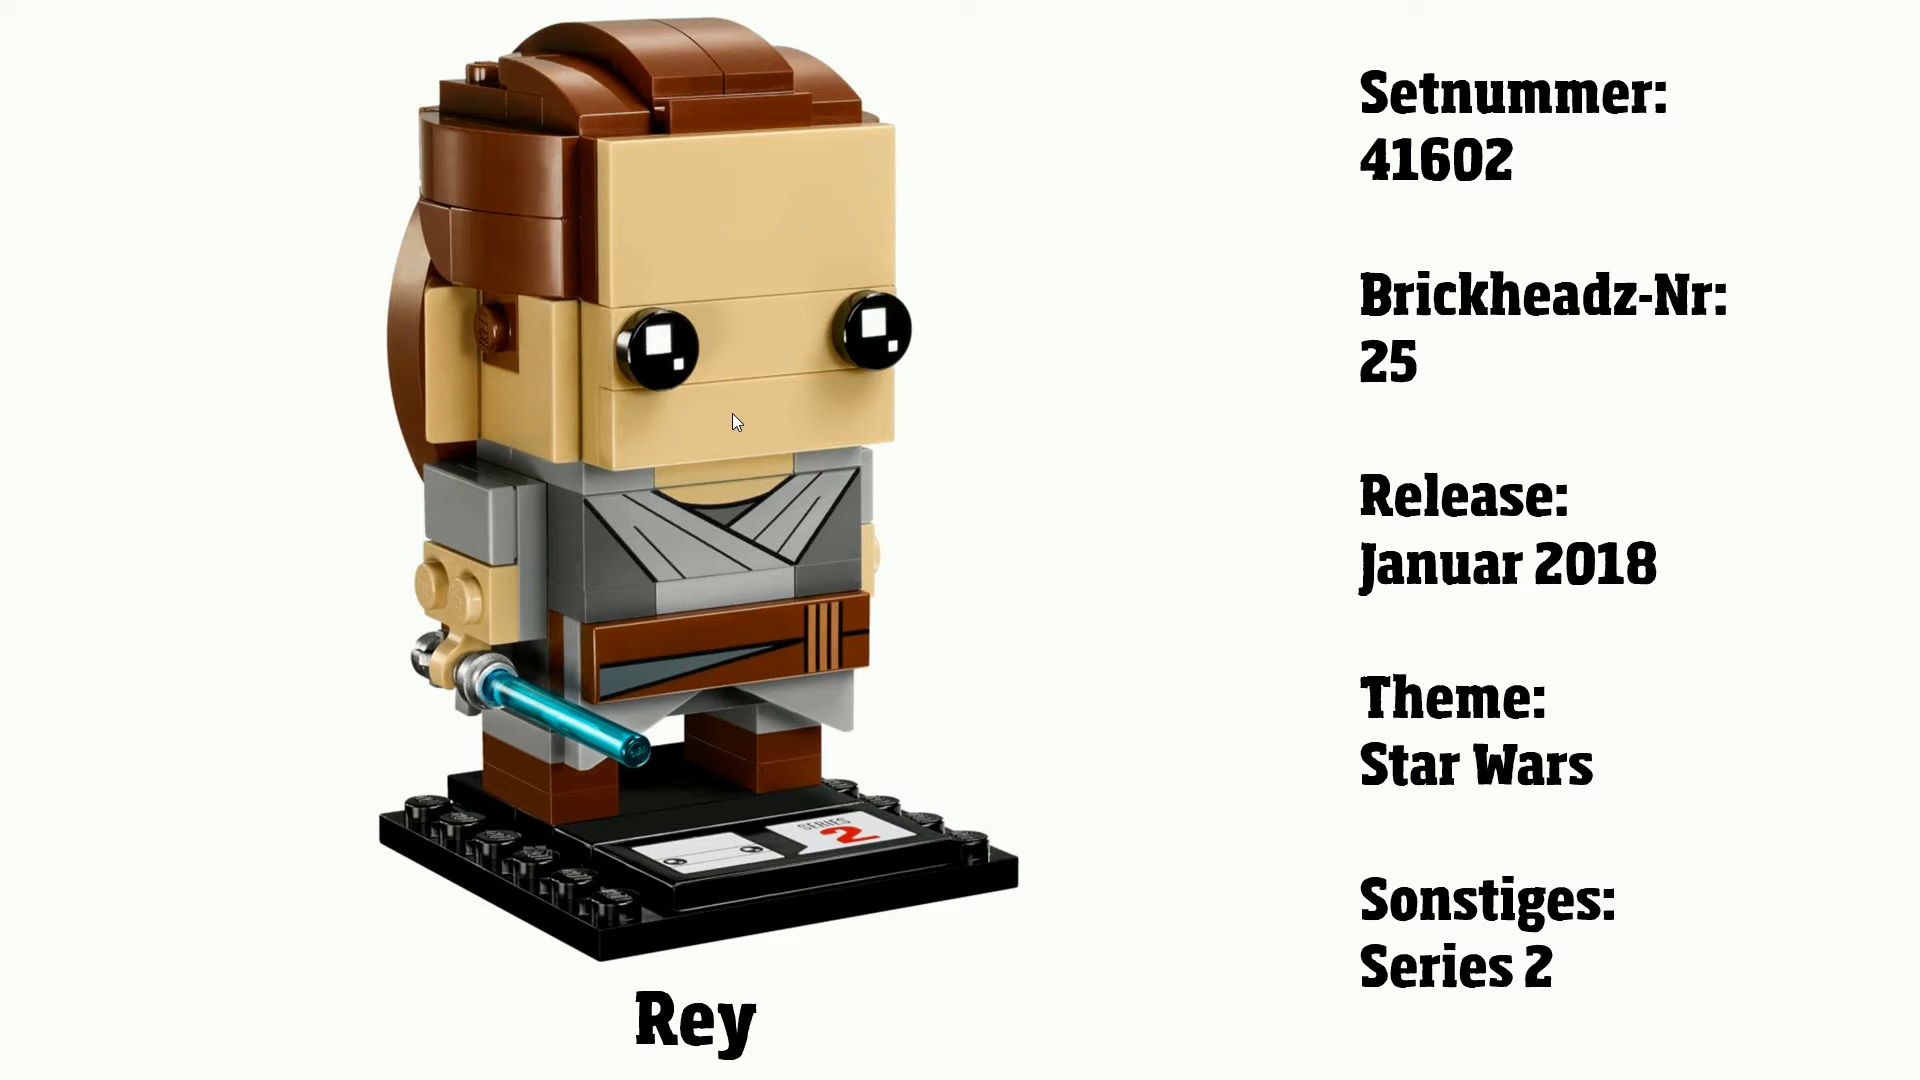 Setnummer:
41602
Brickheadz-Nr:
25
Release:
Januar 2018
Theme:
Star Wars
Sonstiges:
Series 2
SERIES
2
Rey